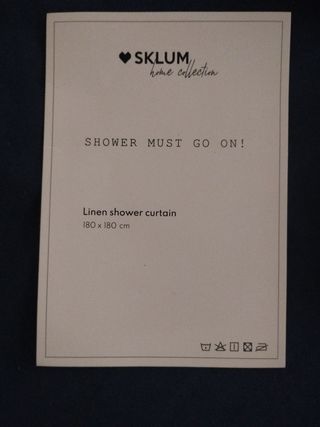 SKLUM
home collection
SHOWER MUST GO ON!
Linen shower curtain
180 x 180 cm